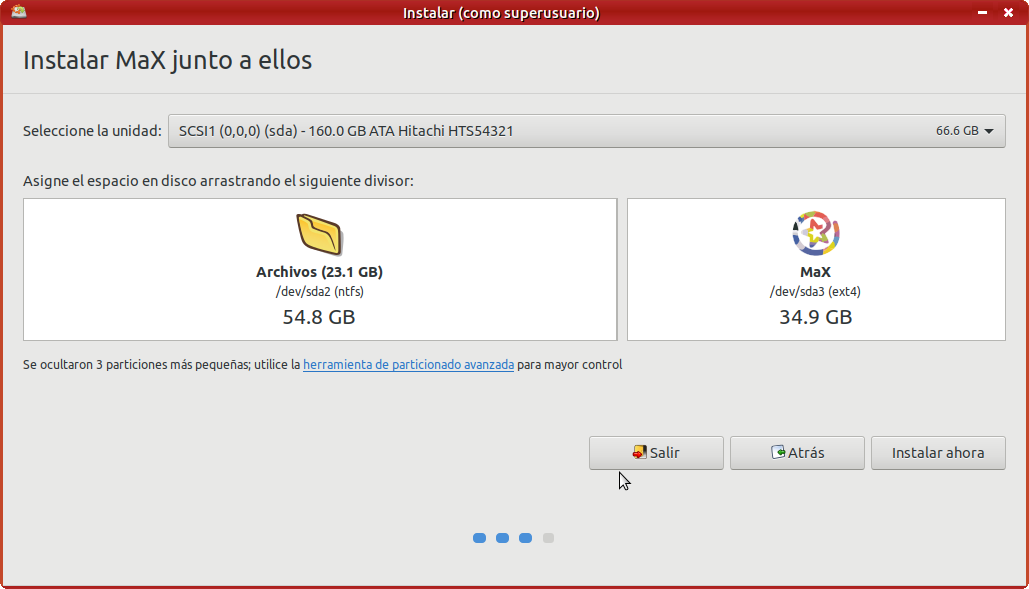 Instalar (como superusuario)
Instalar MaX junto a ellos
Seleccione la unidad: SCSI1 (0,0,0) (sda) - 160.0 GB ATA Hitachi HTS54321 66.6 GB
Asigne el espacio en disco arrastrando el siguiente divisor:
Archivos (23.1 GB)
/dev/sda2 (ntfs)
54.8 GB
MaX
/dev/sda3 (ext4)
34.9 GB
Se ocultaron 3 particiones más pequeñas; utilice la herramienta de particionado avanzada para mayor control
Salir Atrás Instalar ahora